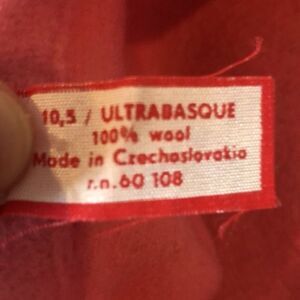 10,5 / ULTRABASQUE
100% wool
Made in Czechoslovakia
r.n.60 108